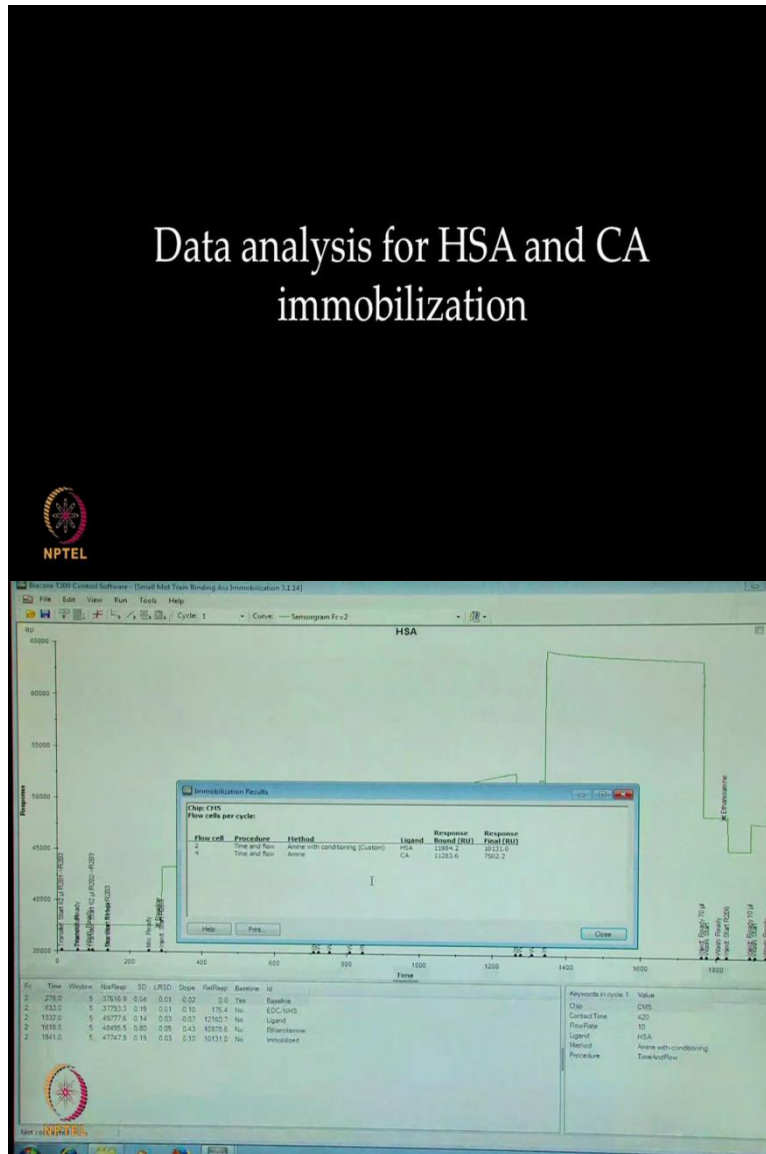 Data analysis for HSA and CA
immobilization
NPTEL
Biacore T200 Control Software - [Small Mol Train Binding Ass Immobilization 3.1.14]
File Edit View Run Tools Help
Cycle: 1 Curve: Sensorgram Fc=2
HSA
RU
65000
60000
55000
50000
45000
40000
35000
Response
Immobilization Results
Chip: CM5
Flow cells per cycle:
Flow cell Procedure Method Ligand Response Bound (RU) Response Final (RU)
2 Time and flow Amine with conditioning (Custom) HSA 11984.2 10131.0
4 Time and flow Amine CA 11283.6 7502.2
Help Print... Close
Ethanolamine
Baseline
0 200 400 600 800 1000 1200 1400 1600 1800
Time
Fc Time Window AbsResp SD LRSD Slope RelResp Baseline Id
2 278.0 5 37616.9 0.04 0.01 -0.02 0.0 Yes Baseline
2 833.0 5 37793.3 0.19 0.01 -0.10 176.4 No EDC/NHS
2 1332.0 5 49777.6 0.14 0.03 -0.07 12160.7 No Ligand
2 1818.0 5 48495.5 0.80 0.05 0.43 10878.6 No Ethanolamine
2 1941.0 5 47747.9 0.19 0.03 0.10 10131.0 No Immobilized
Keywords in cycle 1 Value
Chip CM5
Contact Time 420
FlowRate 10
Ligand HSA
Method Amine with conditioning
Procedure TimeAndFlow
NPTEL